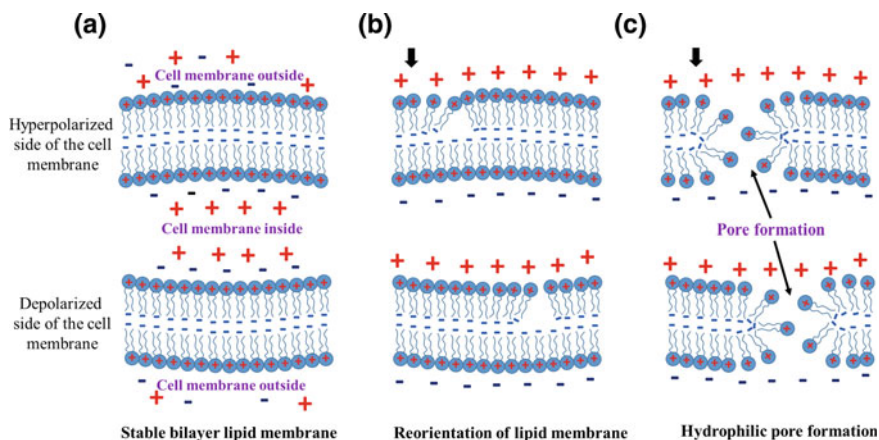 (a)
(b)
(c)
Cell membrane outside
Hyperpolarized
side of the cell
membrane
Cell membrane inside
Pore formation
Depolarized
side of the cell
membrane
Cell membrane outside
Stable bilayer lipid membrane
Reorientation of lipid membrane
Hydrophilic pore formation